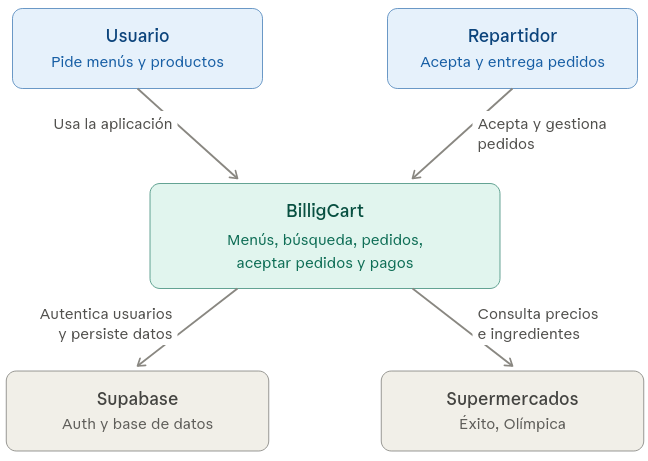 Usuario
Pide menús y productos
Repartidor
Acepta y entrega pedidos
Usa la aplicación
Acepta y gestiona
pedidos
BilligCart
Menús, búsqueda, pedidos,
aceptar pedidos y pagos
Autentica usuarios
y persiste datos
Consulta precios
e ingredientes
Supabase
Auth y base de datos
Supermercados
Éxito, Olímpica